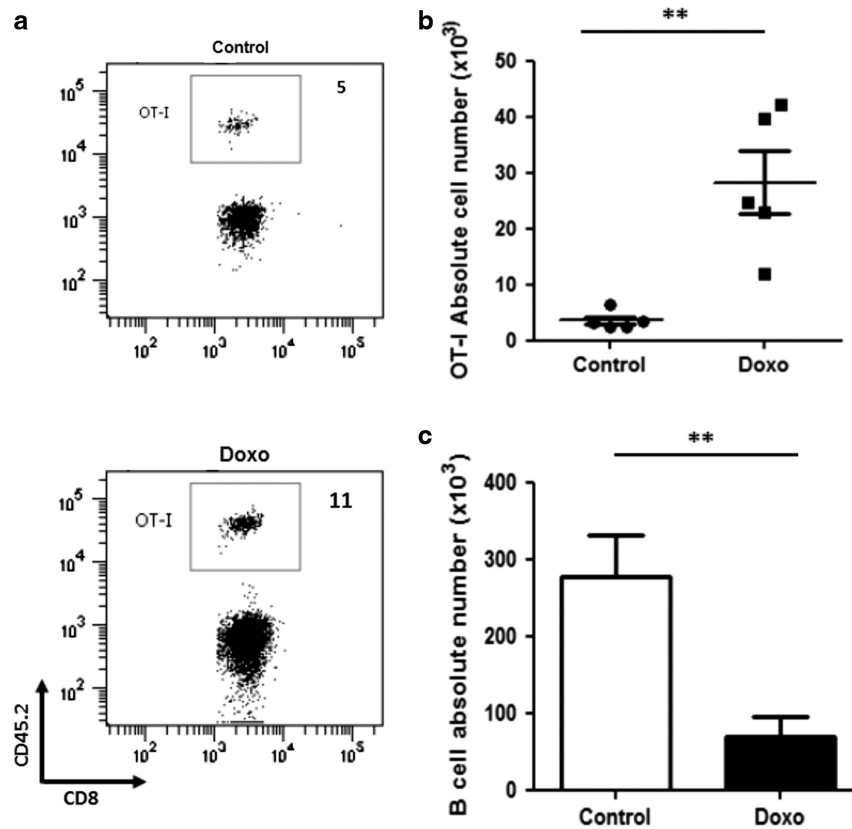 a
Control
OT-I
5
10^5
10^4
10^3
10^2
10^2 10^3 10^4 10^5
Doxo
OT-I
11
10^5
10^4
10^3
10^2
10^2 10^3 10^4 10^5
CD45.2
CD8
b
**
OT-I Absolute cell number (x10^3)
50
40
30
20
10
0
Control Doxo
c
**
B cell absolute number (x10^3)
400
300
200
100
0
Control Doxo